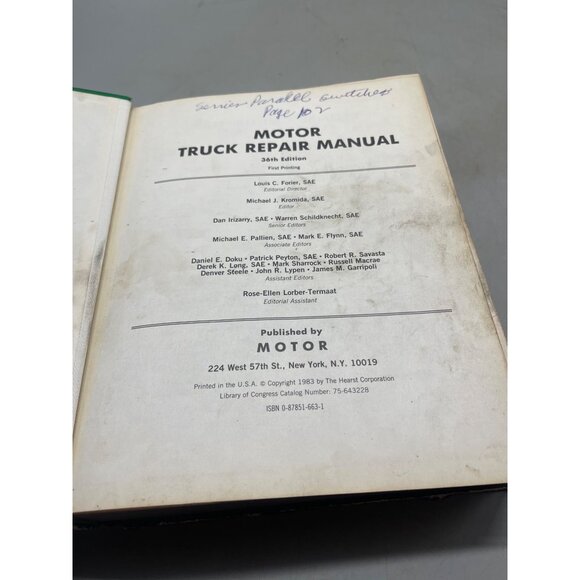 Series Parallel switches
Page 102
MOTOR
TRUCK REPAIR MANUAL
36th Edition
First Printing
Louis C. Forier, SAE
Editorial Director
Michael J. Kromida, SAE
Editor
Dan Irizarry, SAE • Warren Schildknecht, SAE
Senior Editors
Michael E. Pallien, SAE • Mark E. Flynn, SAE
Associate Editors
Daniel E. Doku • Patrick Peyton, SAE • Robert R. Savasta
Derek K. Long, SAE • Mark Sharrock • Russell Macrae
Denver Steele • John R. Lypen • James M. Garripoli
Assistant Editors
Rose-Ellen Lorber-Termaat
Editorial Assistant
Published by
MOTOR
224 West 57th St., New York, N.Y. 10019
Printed in the U.S.A. © Copyright 1983 by The Hearst Corporation
Library of Congress Catalog Number: 75-643228
ISBN 0-87851-663-1